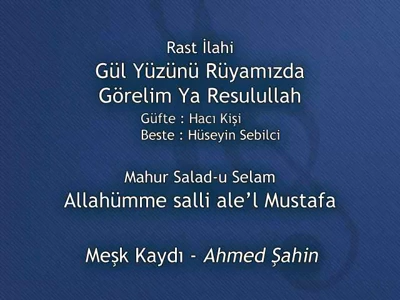 Rast İlahi
Gül Yüzünü Rüyamızda
Görelim Ya Resulullah
Güfte : Hacı Kişi
Beste : Hüseyin Sebilci
Mahur Salad-u Selam
Allahümme salli ale'l Mustafa
Meşk Kaydı - Ahmed Şahin